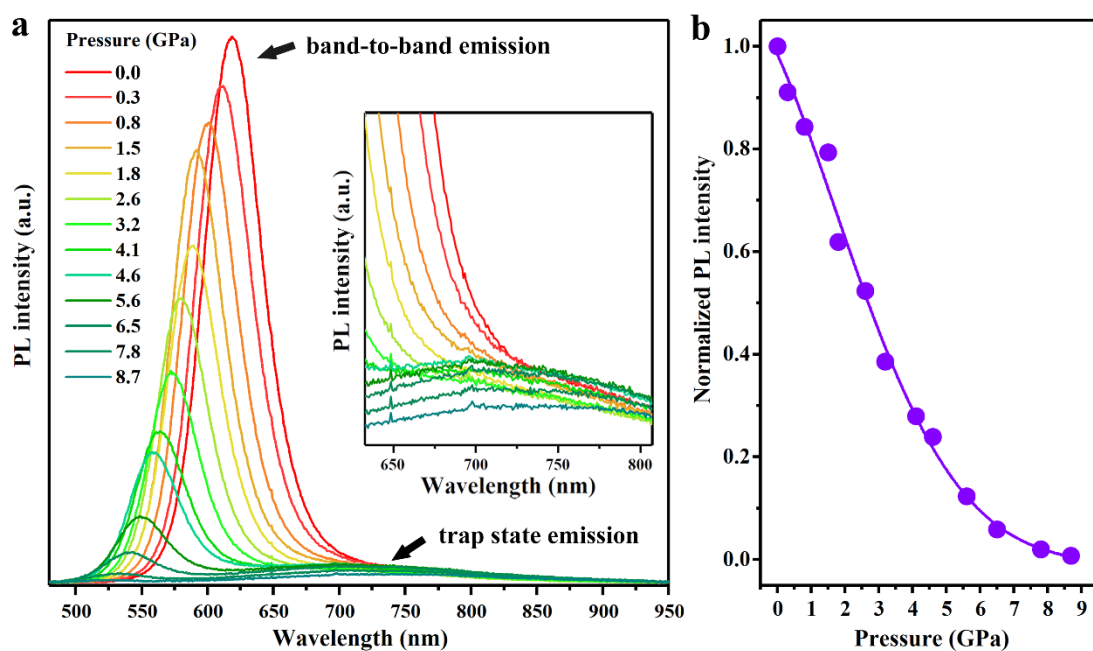 a
Pressure (GPa)
0.0
0.3
0.8
1.5
1.8
2.6
3.2
4.1
4.6
5.6
6.5
7.8
8.7
band-to-band emission
trap state emission
PL intensity (a.u.)
500 550 600 650 700 750 800 850 900 950
Wavelength (nm)
PL intensity (a.u.)
650 700 750 800
Wavelength (nm)
b
Normalized PL intensity
1.0
0.8
0.6
0.4
0.2
0.0
0 1 2 3 4 5 6 7 8 9
Pressure (GPa)